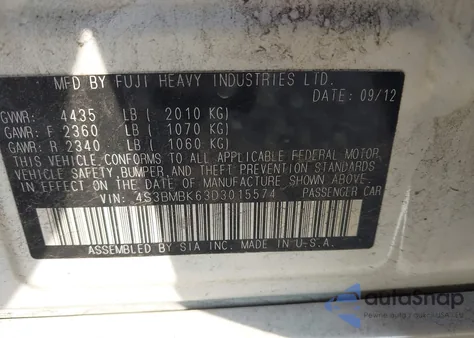 MFD BY FUJI HEAVY INDUSTRIES LTD.
DATE: 09/12
GVWR: 4435 LB ( 2010 KG)
GAWR: F 2360 LB ( 1070 KG)
GAWR: R 2340 LB ( 1060 KG)
THIS VEHICLE CONFORMS TO ALL APPLICABLE FEDERAL MOTOR
VEHICLE SAFETY,BUMPER,AND THEFT PREVENTION STANDARDS
IN EFFECT ON THE DATE OF MANUFACTURE SHOWN ABOVE.
VIN: 4S3BMBK63D3015574 PASSENGER CAR
ASSEMBLED BY SIA INC. MADE IN U.S.A.
autoSnap